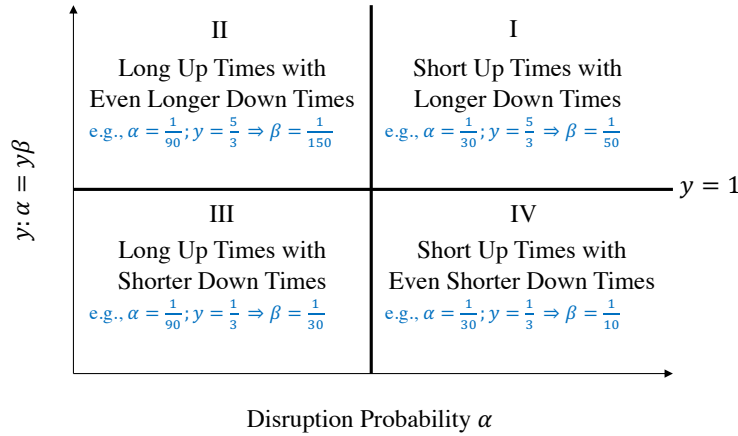 II
Long Up Times with
Even Longer Down Times
e.g., α = 1/90; y = 5/3 ⇒ β = 1/150
I
Short Up Times with
Longer Down Times
e.g., α = 1/30; y = 5/3 ⇒ β = 1/50
y: α = yβ
y = 1
III
Long Up Times with
Shorter Down Times
e.g., α = 1/90; y = 1/3 ⇒ β = 1/30
IV
Short Up Times with
Even Shorter Down Times
e.g., α = 1/30; y = 1/3 ⇒ β = 1/10
Disruption Probability α